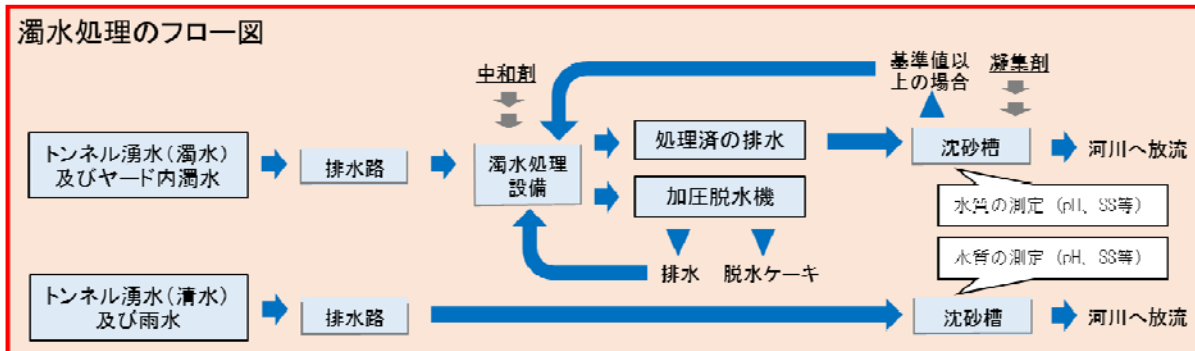 濁水処理のフロー図
中和剤
基準値以
上の場合
凝集剤
トンネル湧水(濁水)
及びヤード内濁水
排水路
濁水処理
設備
処理済の排水
加圧脱水機
沈砂槽
河川へ放流
水質の測定（pH、SS等）
排水
脱水ケーキ
水質の測定（pH、SS等）
トンネル湧水(清水)
及び雨水
排水路
沈砂槽
河川へ放流